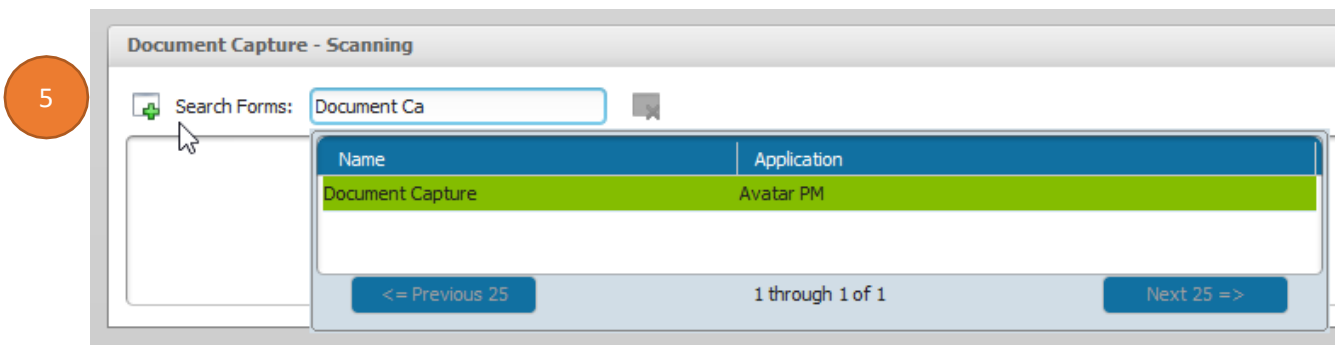 Document Capture - Scanning
5
Search Forms: Document Ca
Name Application
Document Capture Avatar PM
<= Previous 25 1 through 1 of 1 Next 25 =>